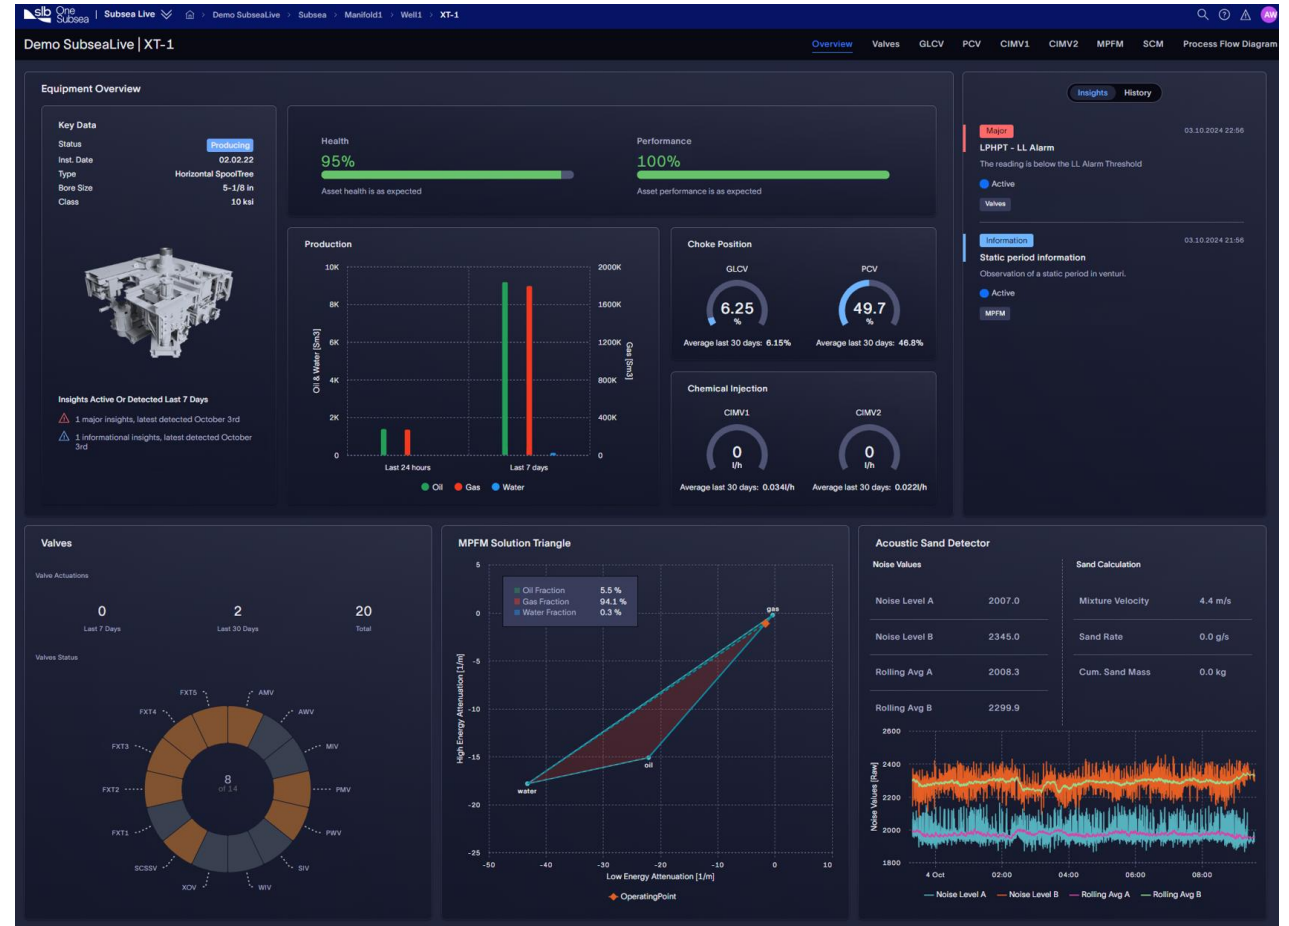 slb One Subsea | Subsea Live Demo SubseaLive > Subsea > Manifold1 > Well1 > XT-1 AW
Demo SubseaLive | XT-1 Overview Valves GLCV PCV CIMV1 CIMV2 MPFM SCM Process Flow Diagram
Equipment Overview
Key Data
Status Producing
Inst. Date 02.02.22
Type Horizontal SpoolTree
Bore Size 5-1/8 in
Class 10 ksi
Insights Active Or Detected Last 7 Days
1 major insights, latest detected October 3rd
1 informational insights, latest detected October
3rd
Health
95%
Asset health is as expected
Performance
100%
Asset performance is as expected
Production
10K 2000K
8K 1600K
6K 1200K
4K 800K
2K 400K
0 0
Oil & Water [Sm3]
Gas [Sm3]
Last 24 hours Last 7 days
Oil Gas Water
Choke Position
GLCV PCV
6.25 49.7
% %
Average last 30 days: 6.15% Average last 30 days: 46.8%
Chemical Injection
CIMV1 CIMV2
0 0
l/h l/h
Average last 30 days: 0.034l/h Average last 30 days: 0.022l/h
Insights History
Major 03.10.2024 22:56
LPHPT - LL Alarm
The reading is below the LL Alarm Threshold
Active
Valves
Information 03.10.2024 21:56
Static period information
Observation of a static period in venturi.
Active
MPFM
Valves
Valve Actuations
0 2 20
Last 7 Days Last 30 Days Total
Valves Status
FXT5 AMV
FXT4 AWV
FXT3 MIV
FXT2 PMV
8
of 14
FXT1 PWV
SCSSV SIV
XOV WIV
MPFM Solution Triangle
5
0
-5
-10
-15
-20
-25
High Energy Attenuation [1/m]
Oil Fraction 5.5 %
Gas Fraction 94.1 %
Water Fraction 0.3 %
gas
oil
water
-50 -40 -30 -20 -10 0 10
Low Energy Attenuation [1/m]
OperatingPoint
Acoustic Sand Detector
Noise Values
Noise Level A 2007.0
Noise Level B 2345.0
Rolling Avg A 2008.3
Rolling Avg B 2299.9
Sand Calculation
Mixture Velocity 4.4 m/s
Sand Rate 0.0 g/s
Cum. Sand Mass 0.0 kg
2600
2400
2200
2000
1800
Noise Values [Raw]
4 Oct 02:00 04:00 06:00 08:00
Noise Level A Noise Level B Rolling Avg A Rolling Avg B